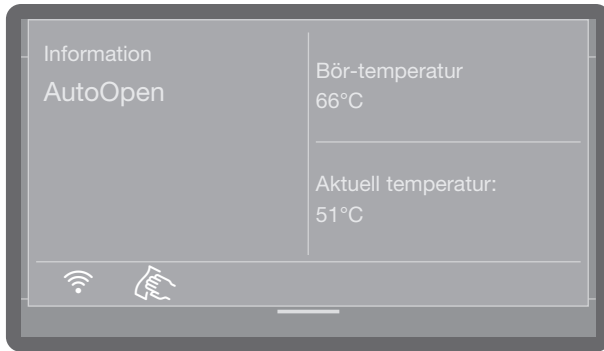 Information
AutoOpen
Bör-temperatur
66°C
Aktuell temperatur:
51°C